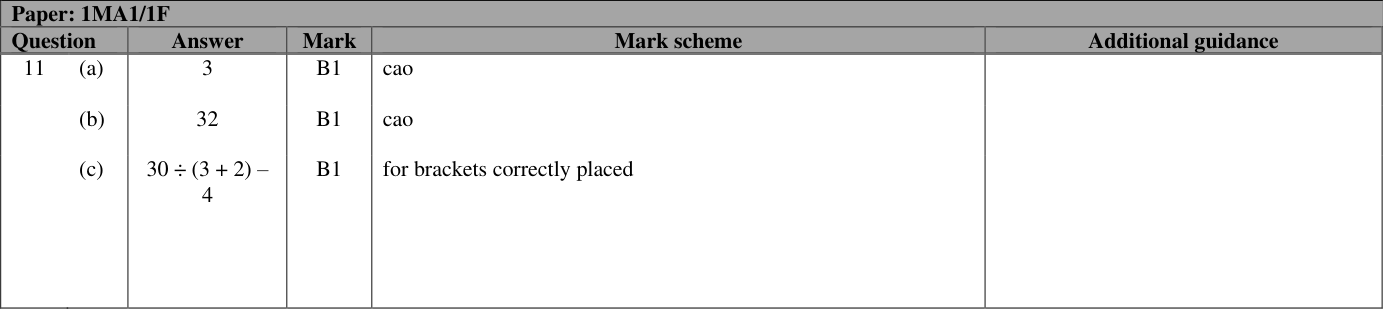 Paper: 1MA1/1F
Question Answer Mark Mark scheme Additional guidance
11 (a) 3 B1 cao
(b) 32 B1 cao
(c) 30 ÷ (3 + 2) – B1 for brackets correctly placed
4